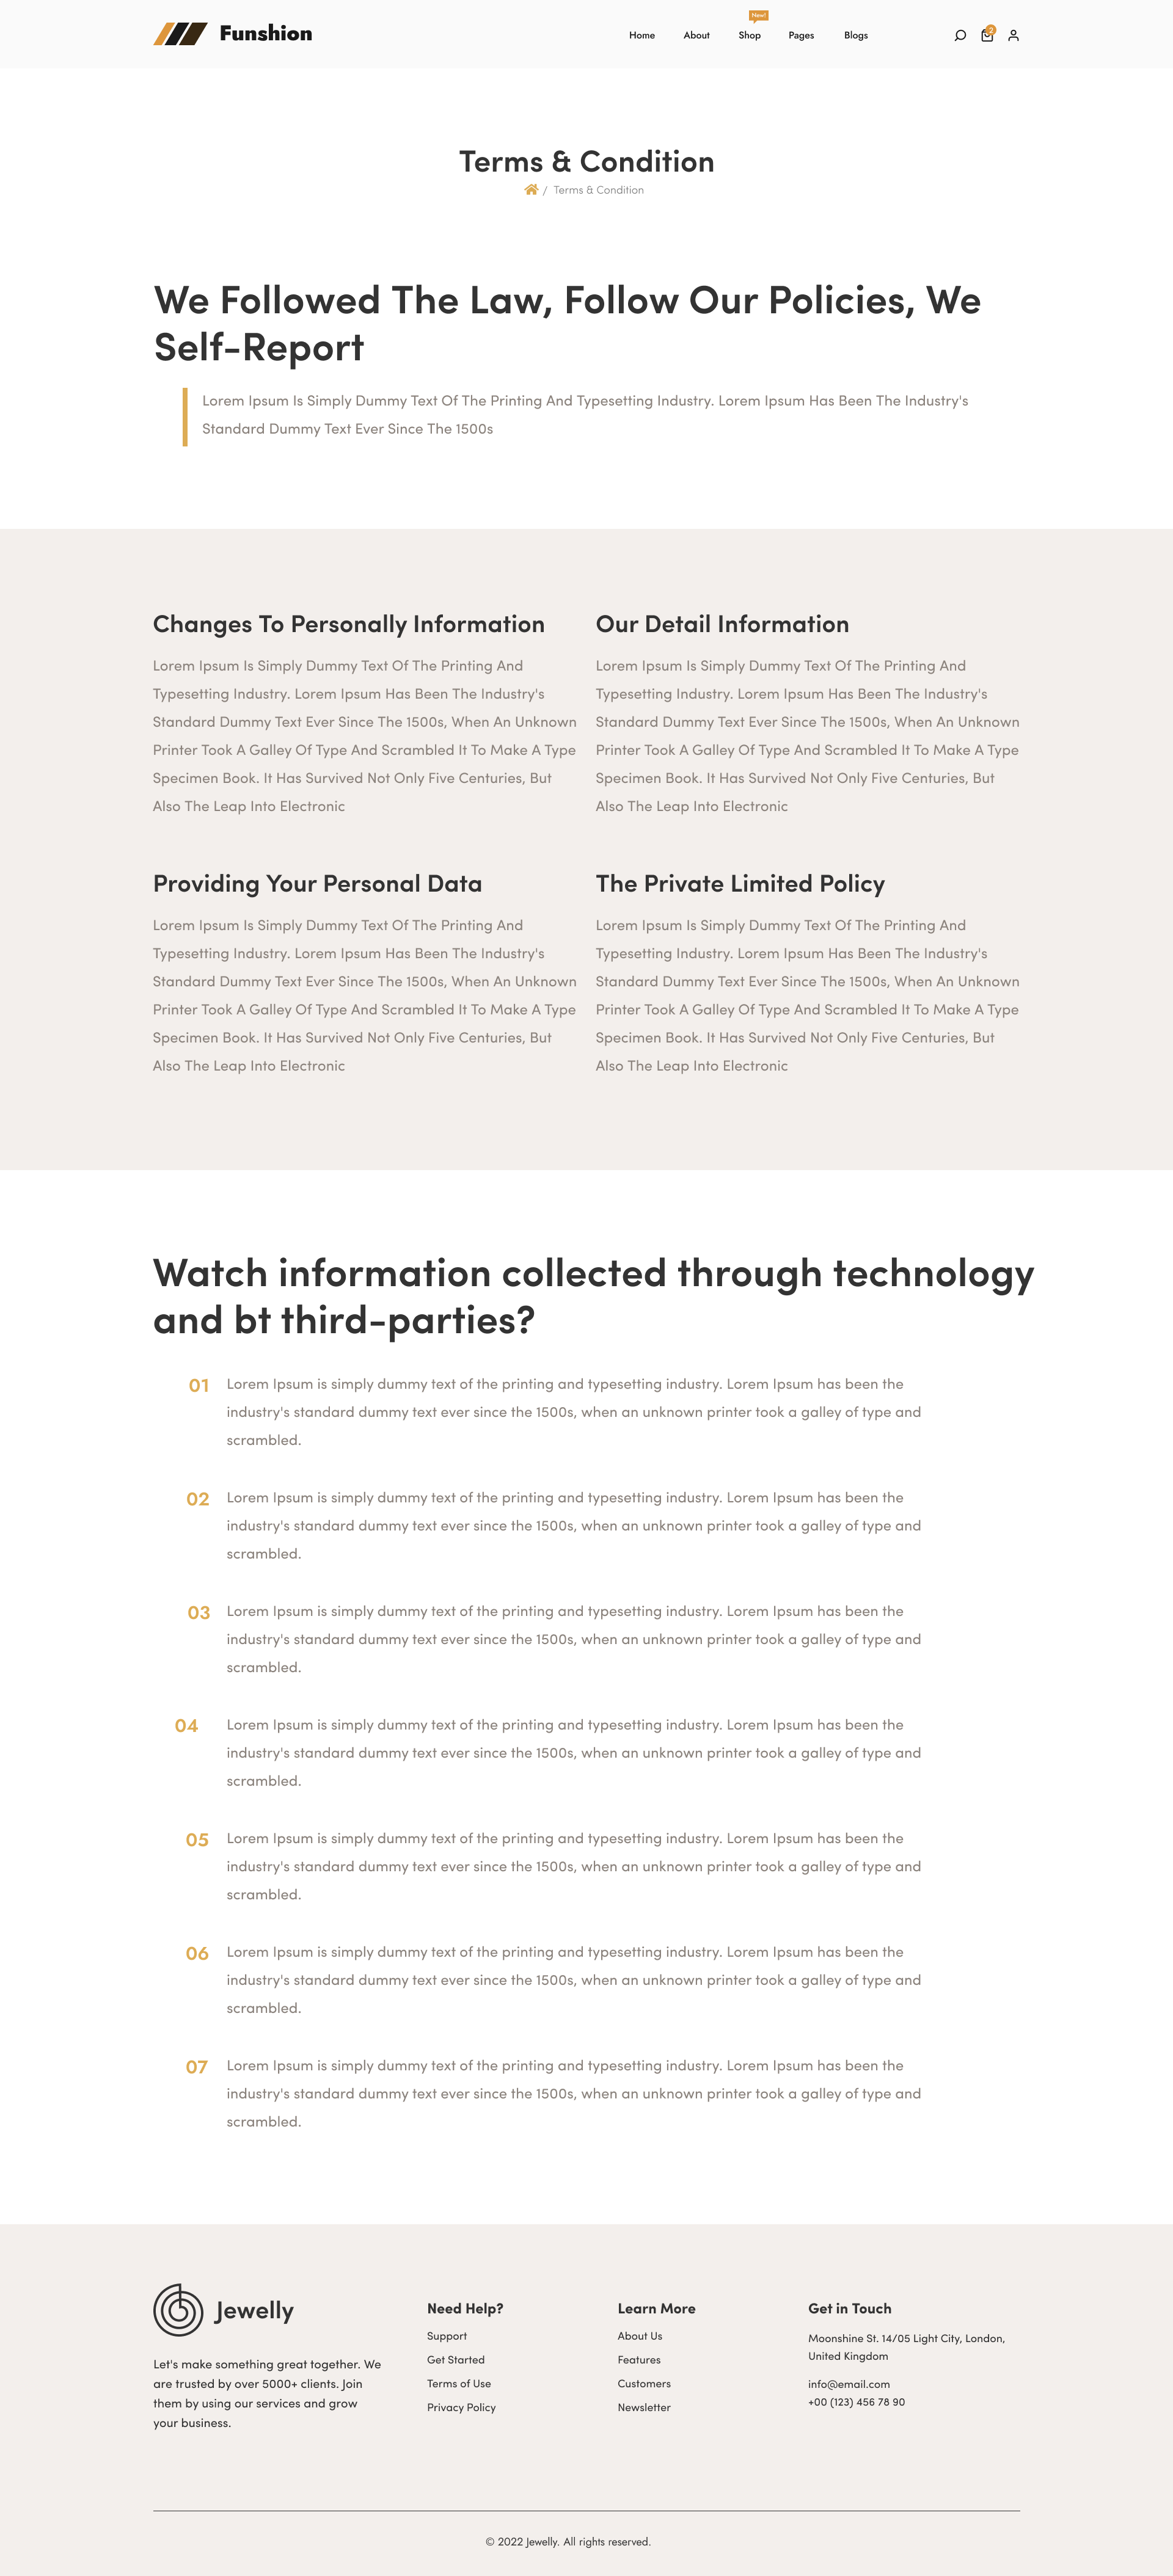 Funshion
New!
Home About Shop Pages Blogs
2
Terms & Condition
/ Terms & Condition
We Followed The Law, Follow Our Policies, We
Self-Report
Lorem Ipsum Is Simply Dummy Text Of The Printing And Typesetting Industry. Lorem Ipsum Has Been The Industry's
Standard Dummy Text Ever Since The 1500s
Changes To Personally Information
Lorem Ipsum Is Simply Dummy Text Of The Printing And
Typesetting Industry. Lorem Ipsum Has Been The Industry's
Standard Dummy Text Ever Since The 1500s, When An Unknown
Printer Took A Galley Of Type And Scrambled It To Make A Type
Specimen Book. It Has Survived Not Only Five Centuries, But
Also The Leap Into Electronic
Our Detail Information
Lorem Ipsum Is Simply Dummy Text Of The Printing And
Typesetting Industry. Lorem Ipsum Has Been The Industry's
Standard Dummy Text Ever Since The 1500s, When An Unknown
Printer Took A Galley Of Type And Scrambled It To Make A Type
Specimen Book. It Has Survived Not Only Five Centuries, But
Also The Leap Into Electronic
Providing Your Personal Data
Lorem Ipsum Is Simply Dummy Text Of The Printing And
Typesetting Industry. Lorem Ipsum Has Been The Industry's
Standard Dummy Text Ever Since The 1500s, When An Unknown
Printer Took A Galley Of Type And Scrambled It To Make A Type
Specimen Book. It Has Survived Not Only Five Centuries, But
Also The Leap Into Electronic
The Private Limited Policy
Lorem Ipsum Is Simply Dummy Text Of The Printing And
Typesetting Industry. Lorem Ipsum Has Been The Industry's
Standard Dummy Text Ever Since The 1500s, When An Unknown
Printer Took A Galley Of Type And Scrambled It To Make A Type
Specimen Book. It Has Survived Not Only Five Centuries, But
Also The Leap Into Electronic
Watch information collected through technology
and bt third-parties?
01 Lorem Ipsum is simply dummy text of the printing and typesetting industry. Lorem Ipsum has been the
industry's standard dummy text ever since the 1500s, when an unknown printer took a galley of type and
scrambled.
02 Lorem Ipsum is simply dummy text of the printing and typesetting industry. Lorem Ipsum has been the
industry's standard dummy text ever since the 1500s, when an unknown printer took a galley of type and
scrambled.
03 Lorem Ipsum is simply dummy text of the printing and typesetting industry. Lorem Ipsum has been the
industry's standard dummy text ever since the 1500s, when an unknown printer took a galley of type and
scrambled.
04 Lorem Ipsum is simply dummy text of the printing and typesetting industry. Lorem Ipsum has been the
industry's standard dummy text ever since the 1500s, when an unknown printer took a galley of type and
scrambled.
05 Lorem Ipsum is simply dummy text of the printing and typesetting industry. Lorem Ipsum has been the
industry's standard dummy text ever since the 1500s, when an unknown printer took a galley of type and
scrambled.
06 Lorem Ipsum is simply dummy text of the printing and typesetting industry. Lorem Ipsum has been the
industry's standard dummy text ever since the 1500s, when an unknown printer took a galley of type and
scrambled.
07 Lorem Ipsum is simply dummy text of the printing and typesetting industry. Lorem Ipsum has been the
industry's standard dummy text ever since the 1500s, when an unknown printer took a galley of type and
scrambled.
Jewelly
Let's make something great together. We
are trusted by over 5000+ clients. Join
them by using our services and grow
your business.
Need Help?
Support
Get Started
Terms of Use
Privacy Policy
Learn More
About Us
Features
Customers
Newsletter
Get in Touch
Moonshine St. 14/05 Light City, London,
United Kingdom
info@email.com
+00 (123) 456 78 90
© 2022 Jewelly. All rights reserved.